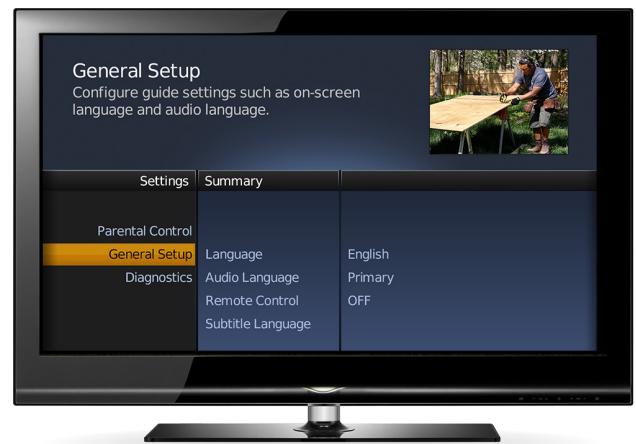 General Setup
Configure guide settings such as on-screen
language and audio language.
Settings Summary
Parental Control
General Setup Language English
Diagnostics Audio Language Primary
Remote Control OFF
Subtitle Language